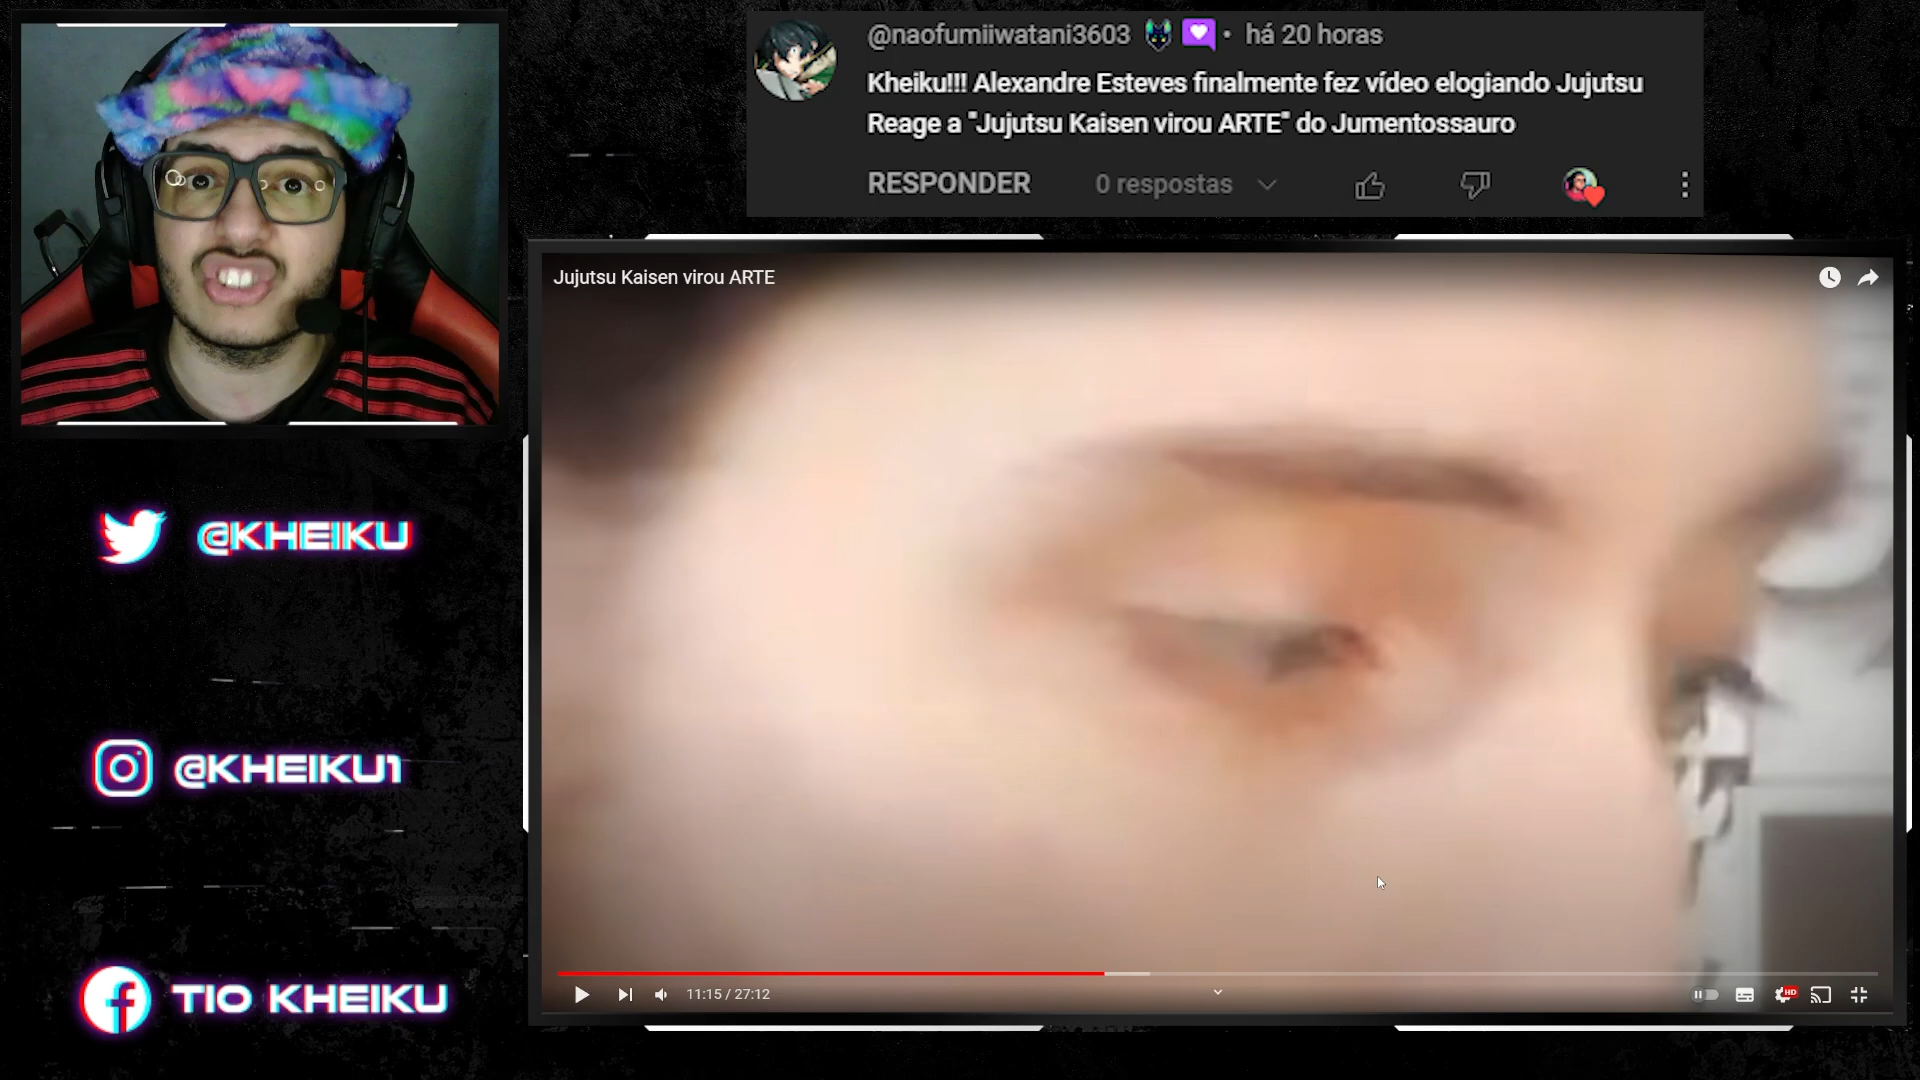 @naofumiiwatani3603 • há 20 horas
Kheiku!!! Alexandre Esteves finalmente fez vídeo elogiando Jujutsu
Reage a "Jujutsu Kaisen virou ARTE" do Jumentossauro
RESPONDER 0 respostas
Jujutsu Kaisen virou ARTE
@KHEIKU
@KHEIKU1
TIO KHEIKU
11:15 / 27:12
HD